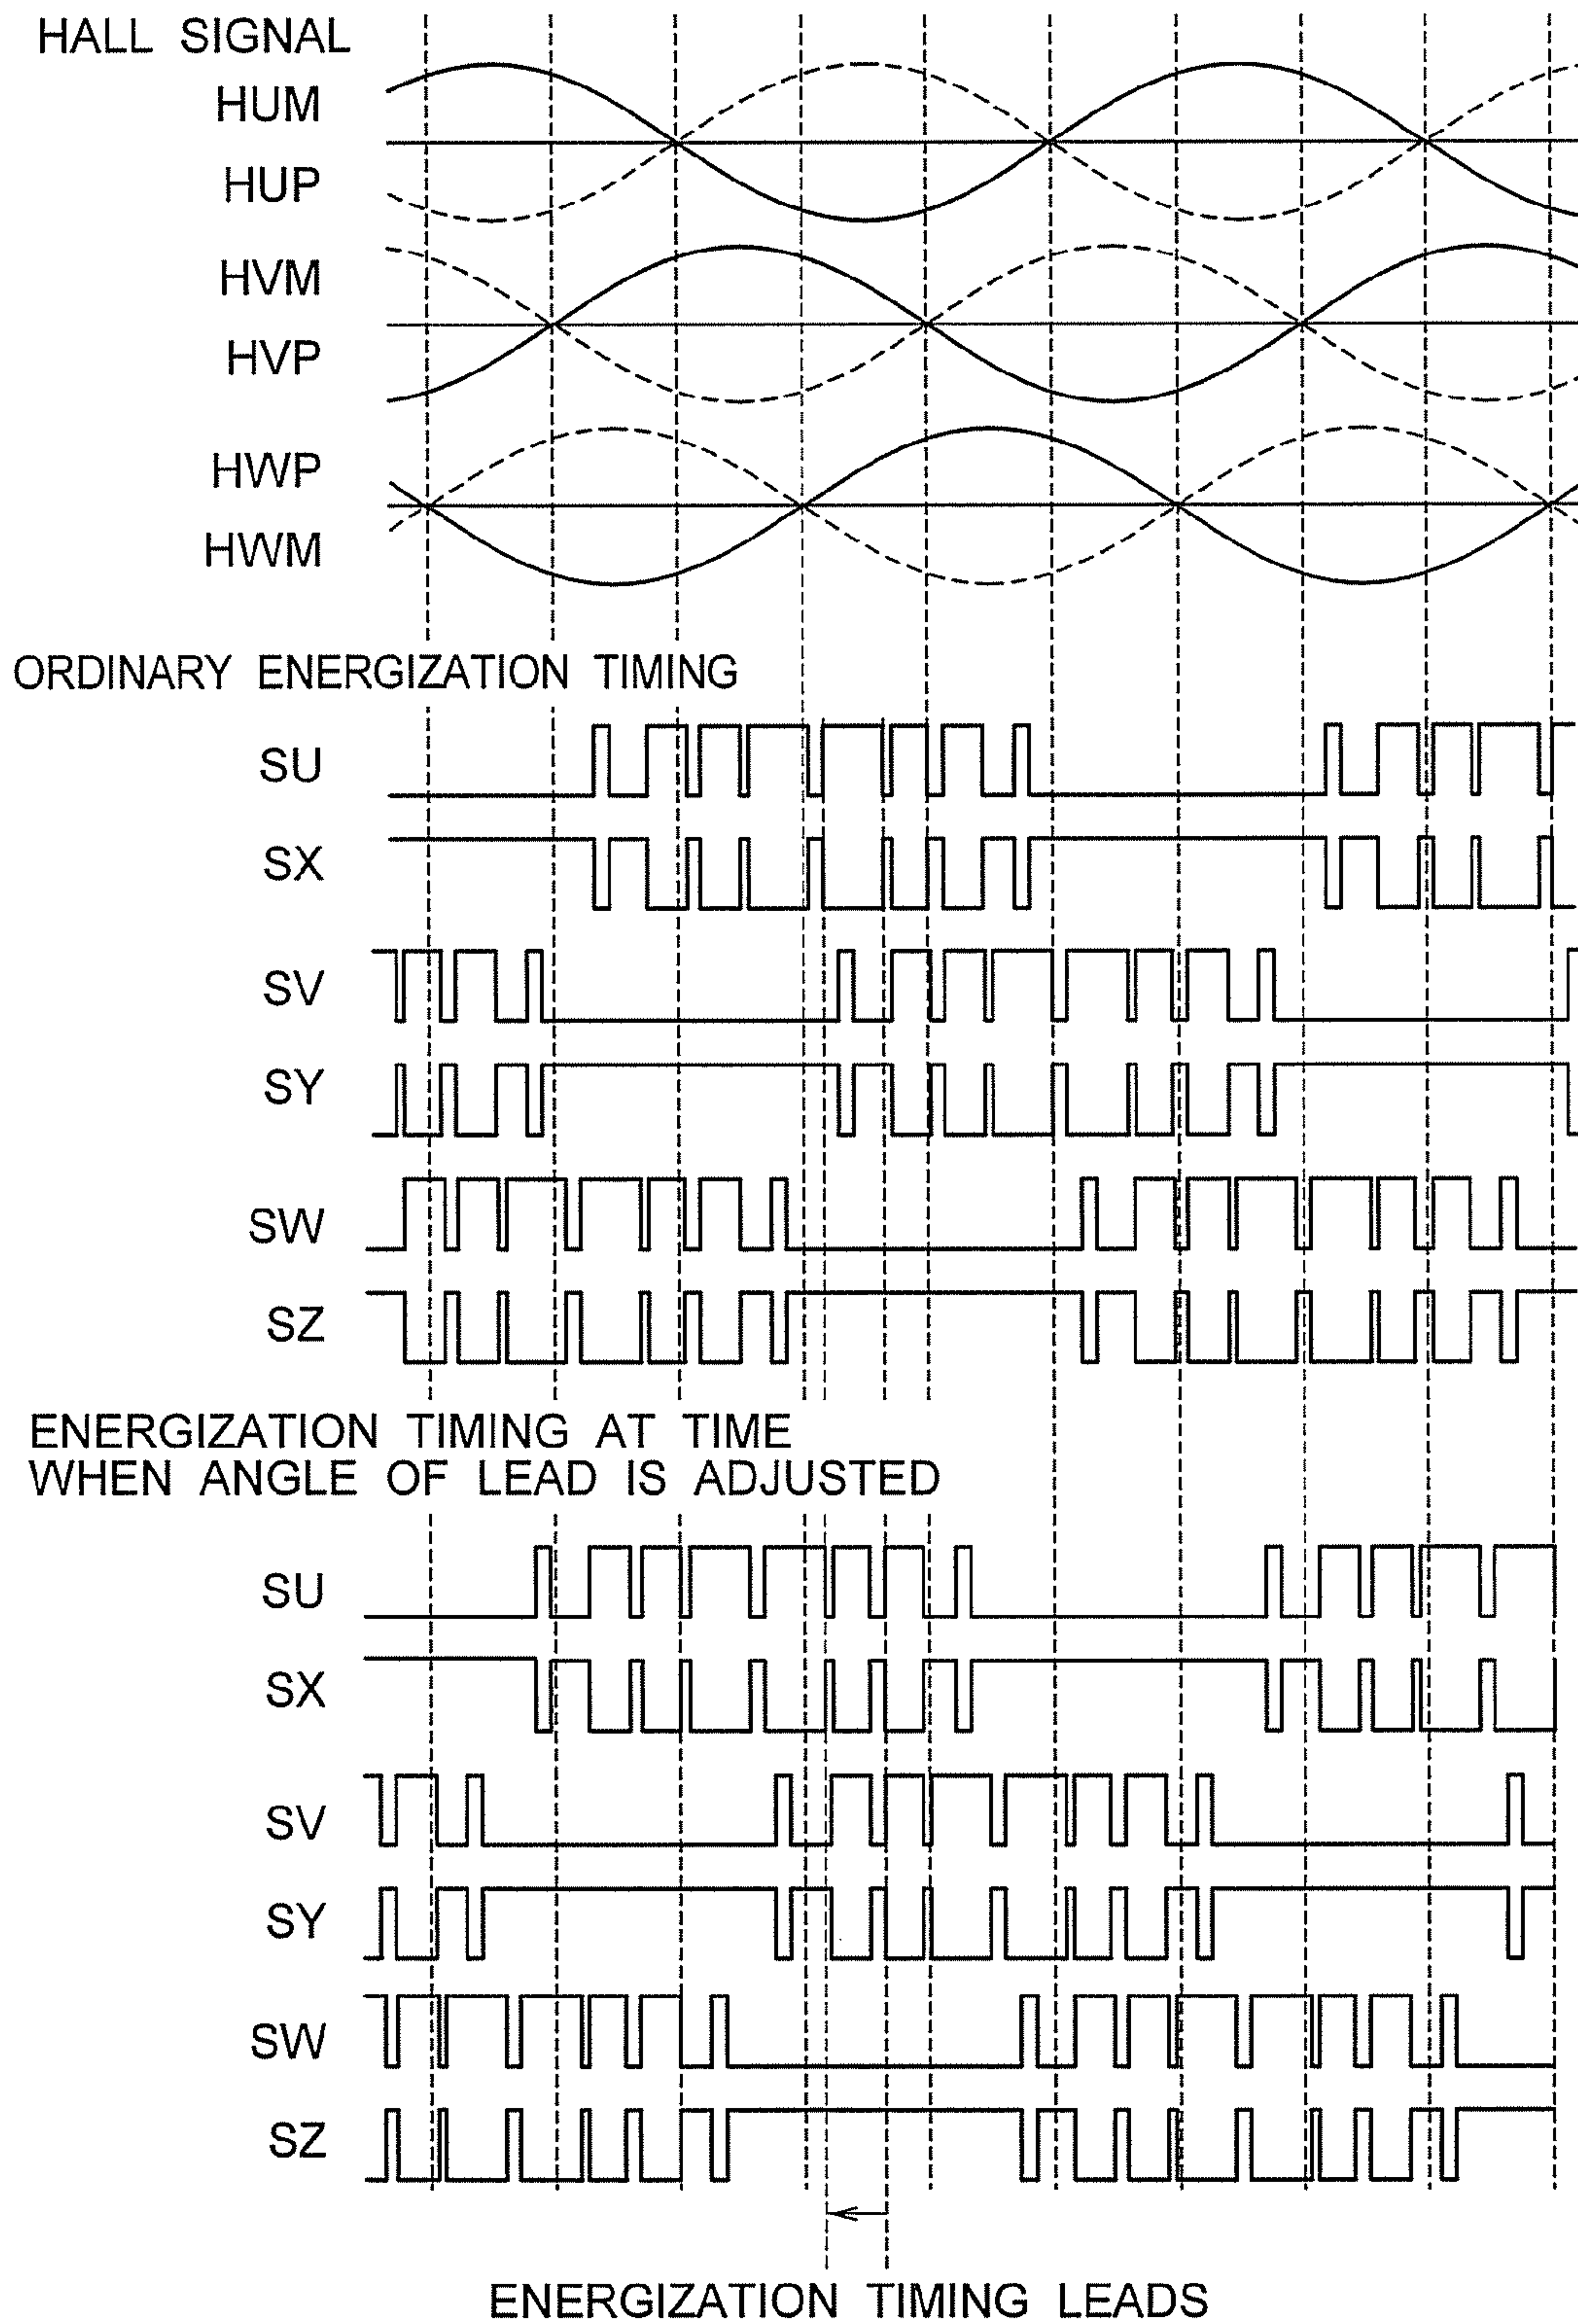 HALL SIGNAL
HUM
HUP
HVM
HVP
HWP
HWM
ORDINARY ENERGIZATION TIMING
SU
SX
SV
SY
SW
SZ
ENERGIZATION TIMING AT TIME
WHEN ANGLE OF LEAD IS ADJUSTED
SU
SX
SV
SY
SW
SZ
ENERGIZATION TIMING LEADS